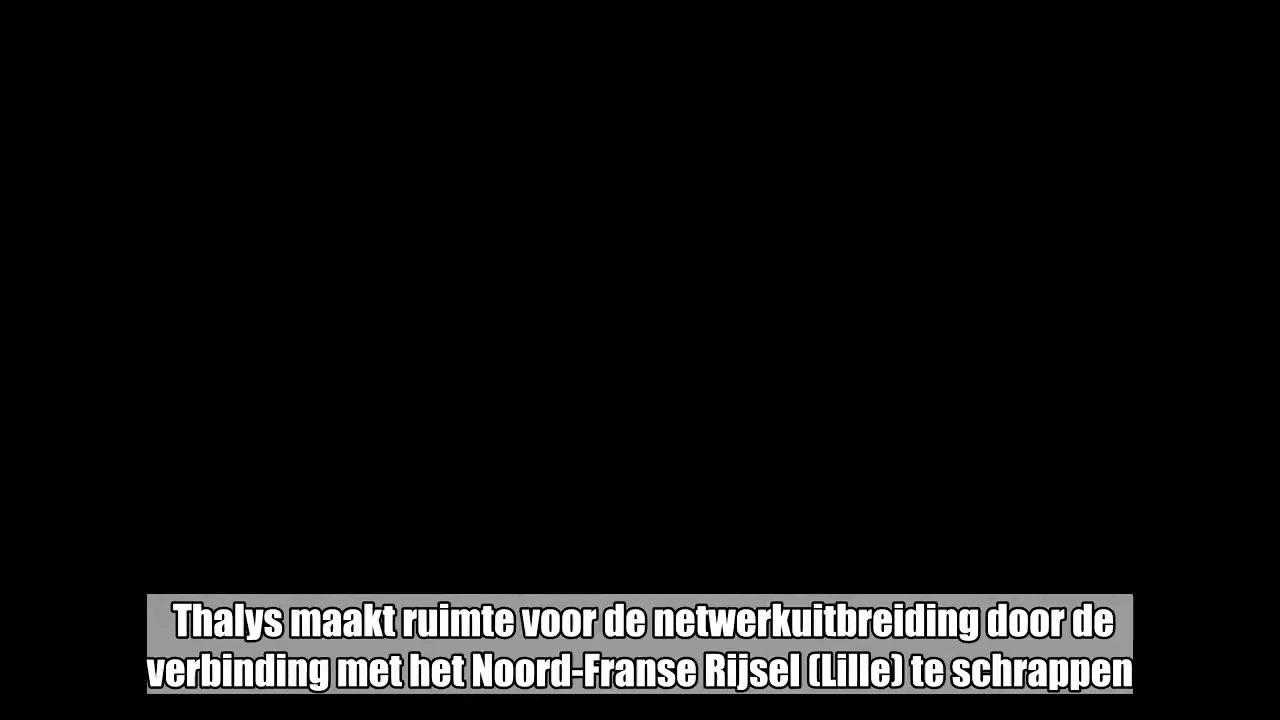 Thalys maakt ruimte voor de netwerkuitbreiding door de
verbinding met het Noord-Franse Rijsel (Lille) te schrappen